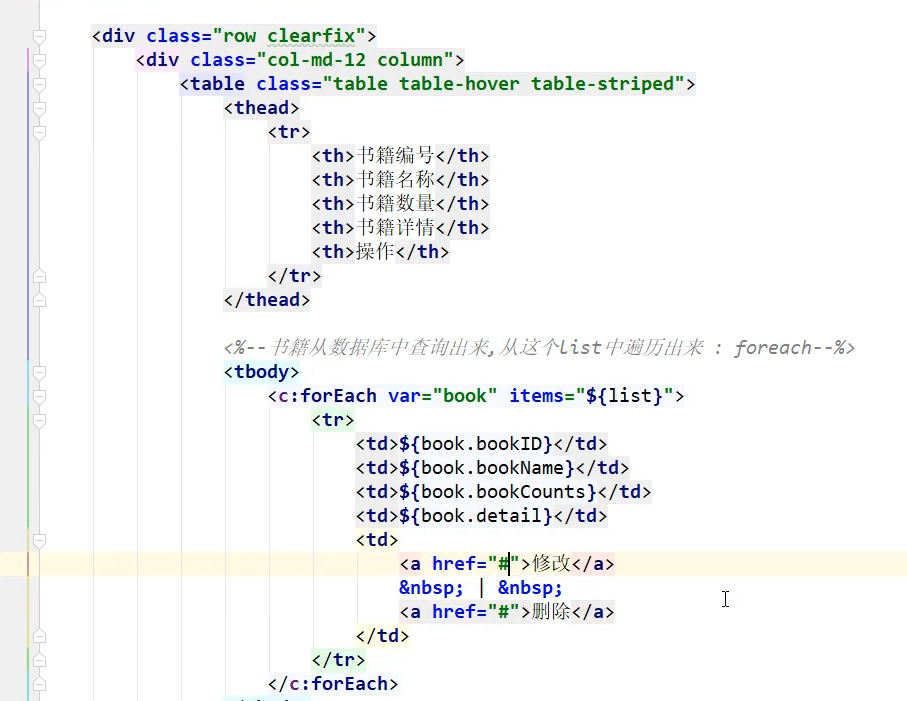 <div class="row clearfix">
<div class="col-md-12 column">
<table class="table table-hover table-striped">
<thead>
<tr>
<th>书籍编号</th>
<th>书籍名称</th>
<th>书籍数量</th>
<th>书籍详情</th>
<th>操作</th>
</tr>
</thead>
<%--书籍从数据库中查询出来,从这个list中遍历出来 : foreach--%>
<tbody>
<c:forEach var="book" items="${list}">
<tr>
<td>${book.bookID}</td>
<td>${book.bookName}</td>
<td>${book.bookCounts}</td>
<td>${book.detail}</td>
<td>
<a href="#">修改</a>
&nbsp; | &nbsp;
<a href="#">删除</a>
</td>
</tr>
</c:forEach>